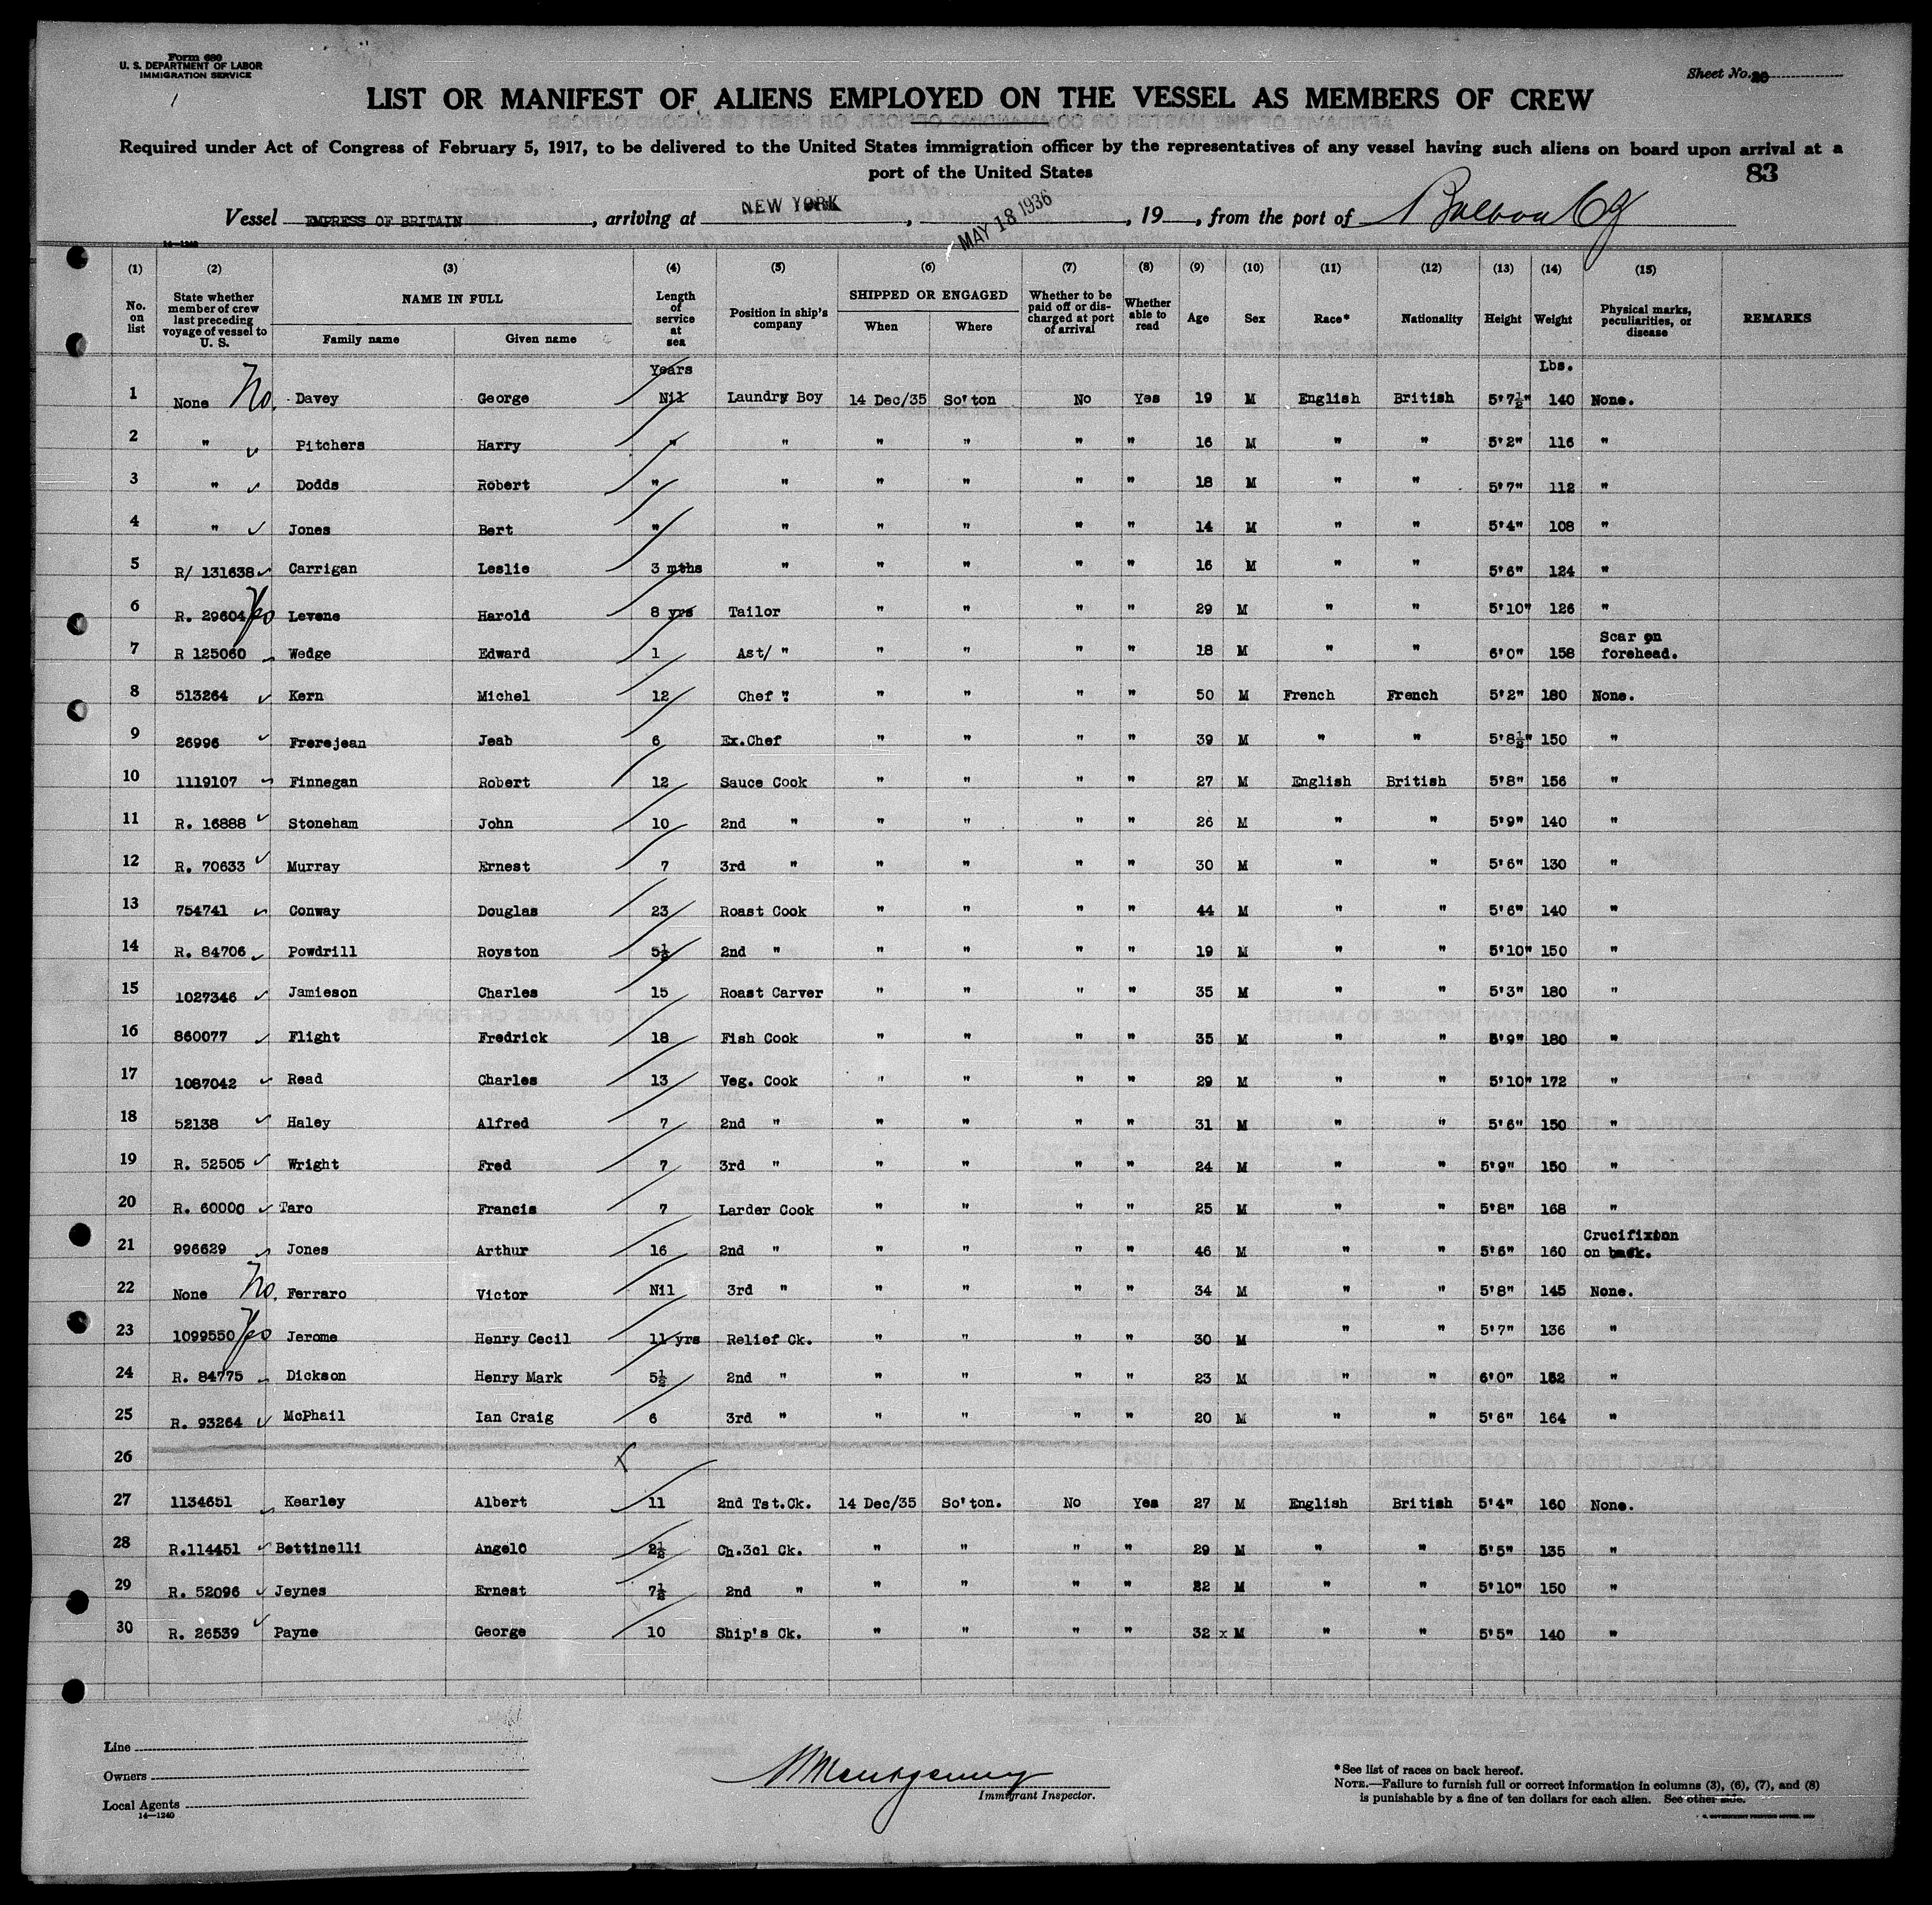 Form 680
U. S. DEPARTMENT OF LABOR
IMMIGRATION SERVICE
Sheet No.
LIST OR MANIFEST OF ALIENS EMPLOYED ON THE VESSEL AS MEMBERS OF CREW
Required under Act of Congress of February 5, 1917, to be delivered to the United States immigration officer by the representatives of any vessel having such aliens on board upon arrival at a
port of the United States
83
Vessel EMPRESS OF BRITAIN, arriving at NEW YORK, MAY 18 1936, 19, from the port of Balboa CZ
14—1240
(1) (2) (3) (4) (5) (6) (7) (8) (9) (10) (11) (12) (13) (14) (15)
No. on list State whether member of crew last preceding voyage of vessel to U. S. NAME IN FULL Family name Given name Length of service at sea Position in ship's company SHIPPED OR ENGAGED When Where Whether to be paid off or discharged at port of arrival Whether able to read Age Sex Race* Nationality Height Weight Physical marks, peculiarities, or disease REMARKS
Years Lbs.
1 None No. Davey George Nil Laundry Boy 14 Dec/35 So'ton No Yes 19 M English British 5'7½" 140 None.
2 " Pitchers Harry " " " " " " 16 M " " 5'2" 116 "
3 " Dodds Robert " " " " " " 18 M " " 5'7" 112 "
4 " Jones Bert " " " " " " 14 M " " 5'4" 108 "
5 R/ 131638 Carrigan Leslie 3 mths " " " " " 16 M " " 5'6" 124 "
6 R. 29604 Yes Levene Harold 8 yrs Tailor " " " " 29 M " " 5'10" 126 "
7 R 125060 Wedge Edward 1 Ast/ " " " " " 18 M " " 6'0" 158 Scar on forehead.
8 513264 Kern Michel 12 Chef " " " " " 50 M French French 5'2" 180 None.
9 26996 Frerejean Jeab 6 Ex.Chef " " " " 39 M " " 5'8½" 150 "
10 1119107 Finnegan Robert 12 Sauce Cook " " " " 27 M English British 5'8" 156 "
11 R. 16888 Stoneham John 10 2nd " " " " " 26 M " " 5'9" 140 "
12 R. 70633 Murray Ernest 7 3rd " " " " " 30 M " " 5'6" 130 "
13 754741 Conway Douglas 23 Roast Cook " " " " 44 M " " 5'6" 140 "
14 R. 84706 Powdrill Royston 5½ 2nd " " " " " 19 M " " 5'10" 150 "
15 1027346 Jamieson Charles 15 Roast Carver " " " " 35 M " " 5'3" 180 "
16 860077 Flight Fredrick 18 Fish Cook " " " " 35 M " " 5'9" 180 "
17 1087042 Read Charles 13 Veg. Cook " " " " 29 M " " 5'10" 172 "
18 52138 Haley Alfred 7 2nd " " " " " 31 M " " 5'6" 150 "
19 R. 52505 Wright Fred 7 3rd " " " " " 24 M " " 5'9" 150 "
20 R. 60000 Taro Francis 7 Larder Cook " " " " 25 M " " 5'8" 168 "
21 996629 Jones Arthur 16 2nd " " " " " 46 M " " 5'6" 160 Crucifixion on back.
22 None No. Ferraro Victor Nil 3rd " " " " " 34 M " " 5'8" 145 None.
23 1099550 Yes Jerome Henry Cecil 11 yrs Relief Ck. " " " " 30 M " " 5'7" 136 "
24 R. 84775 Dickson Henry Mark 5½ 2nd " " " " " 23 M " " 6'0" 152 "
25 R. 93264 McPhail Ian Craig 6 3rd " " " " " 20 M " " 5'6" 164 "
26 x
27 1134651 Kearley Albert 11 2nd Tst.Ck. 14 Dec/35 So'ton. No Yes 27 M English British 5'4" 160 None.
28 R.114451 Bettinelli Angelo 2½ Ch.3cl Ck. " " " " 29 M " " 5'5" 135 "
29 R. 52096 Jeynes Ernest 7½ 2nd " " " " " 22 M " " 5'10" 150 "
30 R. 26539 Payne George 10 Ship's Ck. " " " " 32 x M " " 5'5" 140 "
Line
Owners
Local Agents
14—1240
Montgomery
Immigrant Inspector.
*See list of races on back hereof.
NOTE.—Failure to furnish full or correct information in columns (3), (6), (7), and (8)
is punishable by a fine of ten dollars for each alien. See other side.